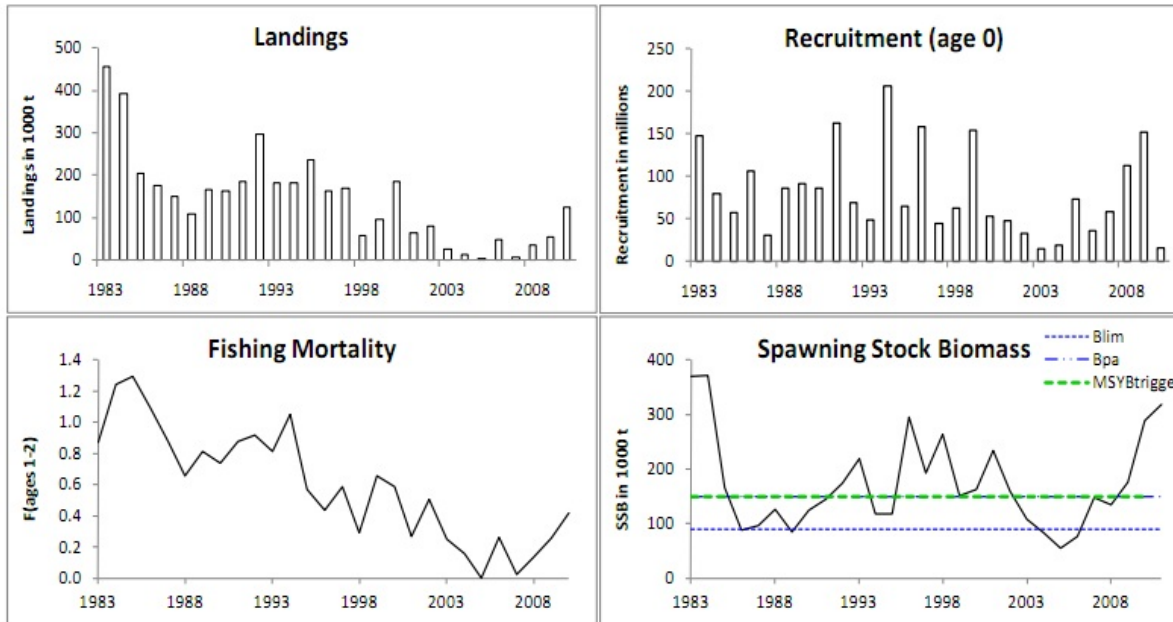 Landings
Landings in 1000 t
500
400
300
200
100
0
1983 1988 1993 1998 2003 2008
Recruitment (age 0)
Recruitment in millions
250
200
150
100
50
0
1983 1988 1993 1998 2003 2008
Fishing Mortality
F(ages 1-2)
1.4
1.2
1.0
0.8
0.6
0.4
0.2
0.0
1983 1988 1993 1998 2003 2008
Spawning Stock Biomass
Blim
Bpa
MSYBtrigge
SSB in 1000 t
400
300
200
100
0
1983 1988 1993 1998 2003 2008